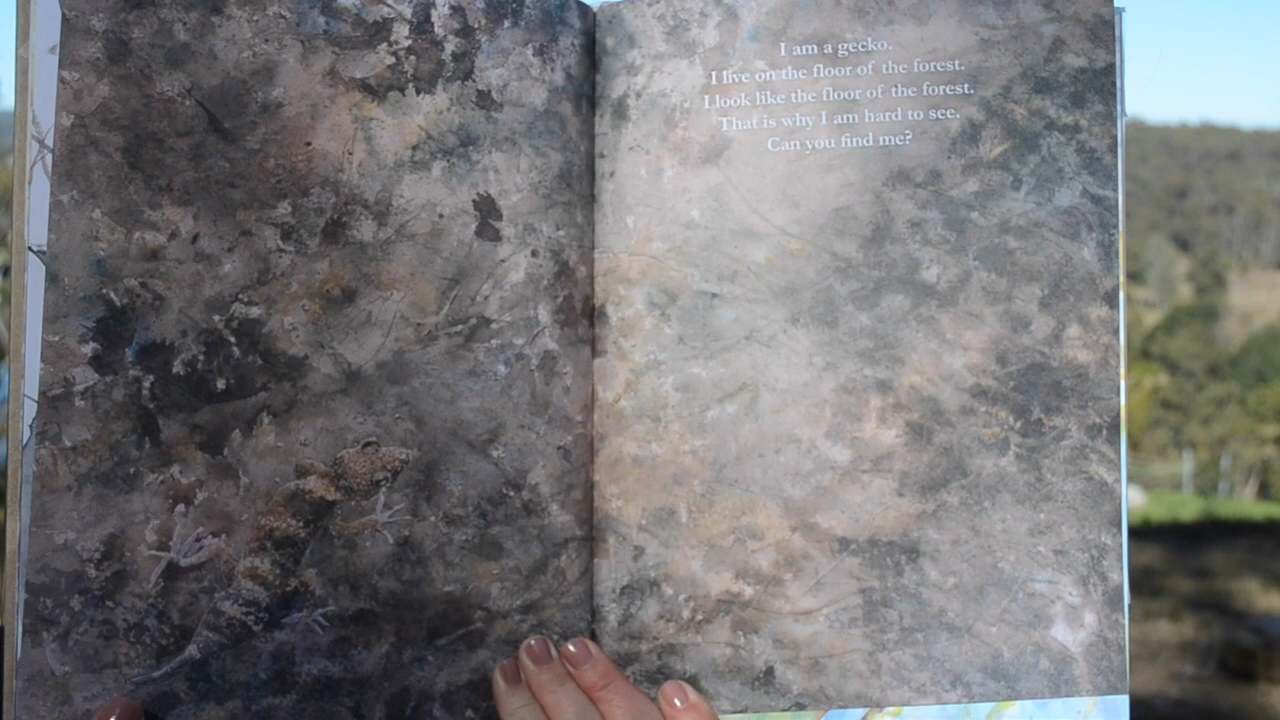 I am a gecko.
I live on the floor of the forest.
I look like the floor of the forest.
That is why I am hard to see.
Can you find me?